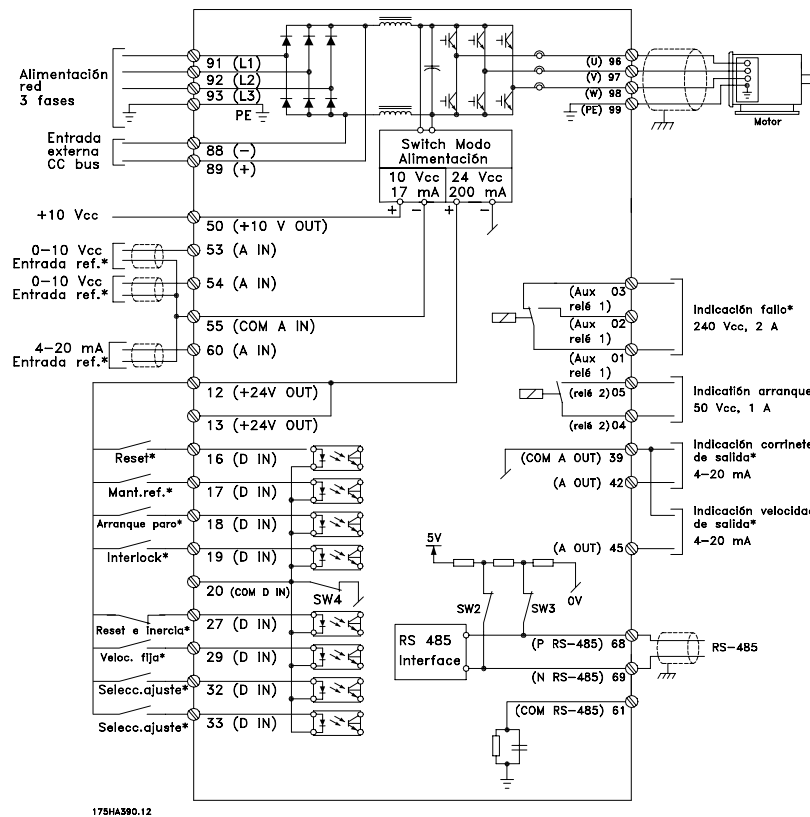 Alimentación
red
3 fases
91 (L1)
92 (L2)
93 (L3)
PE
Entrada
externa
CC bus
88 (−)
89 (+)
Switch Modo
Alimentación
10 Vcc
17 mA
24 Vcc
200 mA
+ − + −
(U) 96
(V) 97
(W) 98
(PE) 99
Motor
+10 Vcc
50 (+10 V OUT)
0−10 Vcc
Entrada ref.*
53 (A IN)
0−10 Vcc
Entrada ref.*
54 (A IN)
55 (COM A IN)
4−20 mA
Entrada ref.*
60 (A IN)
12 (+24V OUT)
13 (+24V OUT)
Reset*
16 (D IN)
Mant.ref.*
17 (D IN)
Arranque paro*
18 (D IN)
Interlock*
19 (D IN)
20 (COM D IN)
SW4
Reset e inercia*
27 (D IN)
Veloc. fija*
29 (D IN)
Selecc.ajuste*
32 (D IN)
Selecc.ajuste*
33 (D IN)
(Aux 03
relé 1)
(Aux 02
relé 1)
(Aux 01
relé 1)
Indicación fallo*
240 Vcc, 2 A
(relé 2)05
(relé 2)04
Indicatión arranque
50 Vcc, 1 A
(COM A OUT) 39
(A OUT) 42
Indicación corrinete
de salida*
4−20 mA
(A OUT) 45
Indicación velocidad
de salida*
4−20 mA
5V
0V
SW2
SW3
RS 485
Interface
(P RS−485) 68
(N RS−485) 69
RS−485
(COM RS−485) 61
175HA390.12